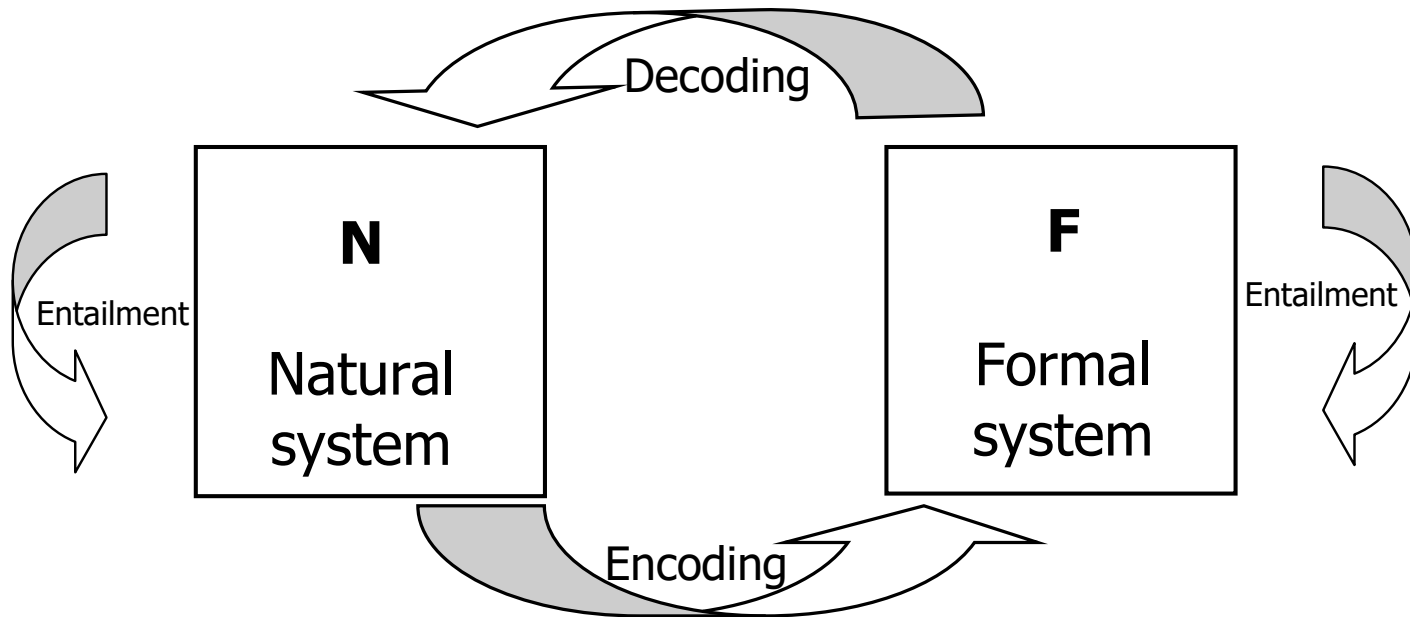 Decoding
N
Natural
system
F
Formal
system
Entailment
Entailment
Encoding